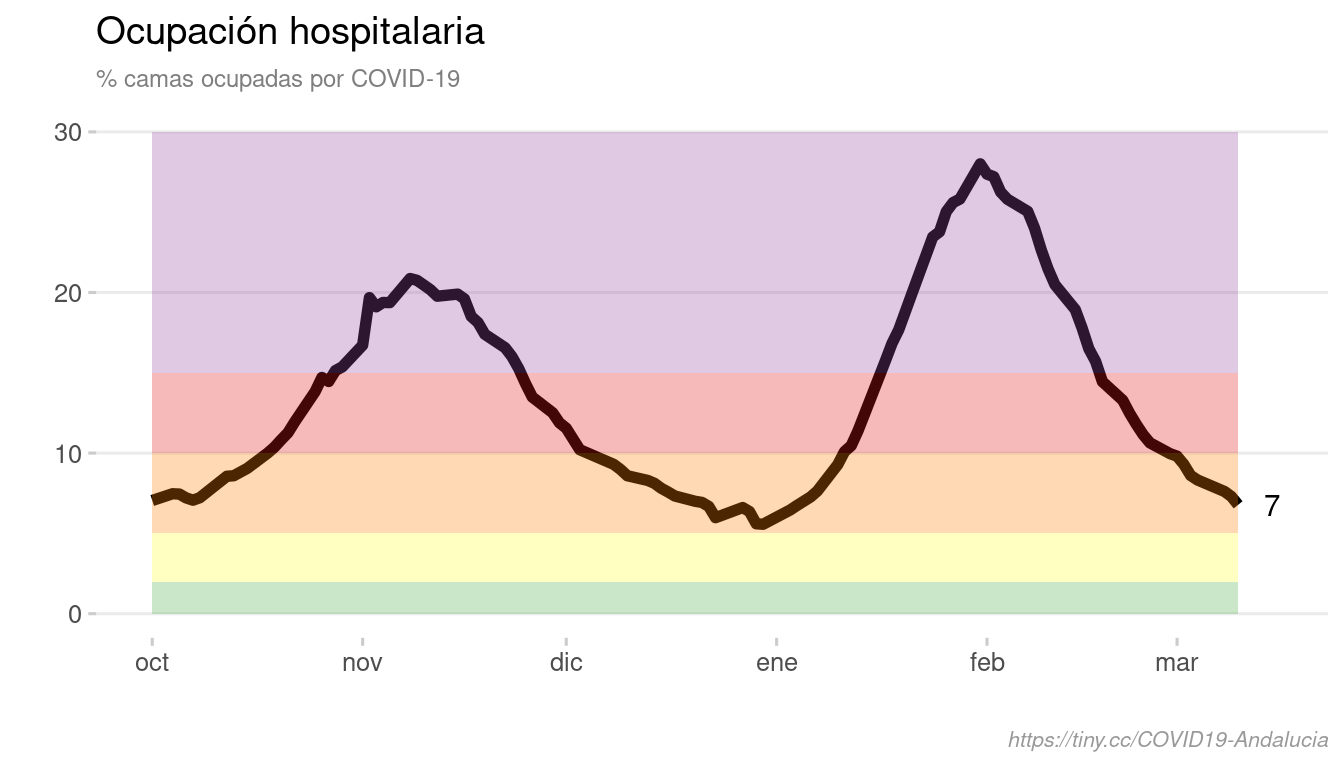 Ocupación hospitalaria
% camas ocupadas por COVID-19
30
20
10
0
7
oct nov dic ene feb mar
https://tiny.cc/COVID19-Andalucia